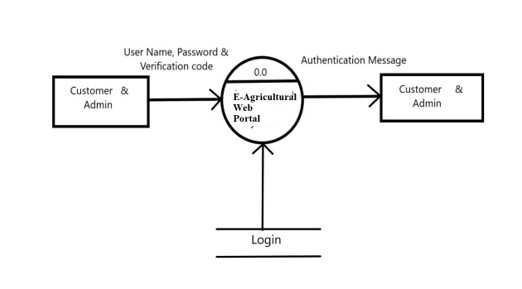 User Name, Password &
Verification code
Authentication Message
0.0
Customer & 
Admin
E-Agricultural
Web
Portal
Customer &
Admin
Login